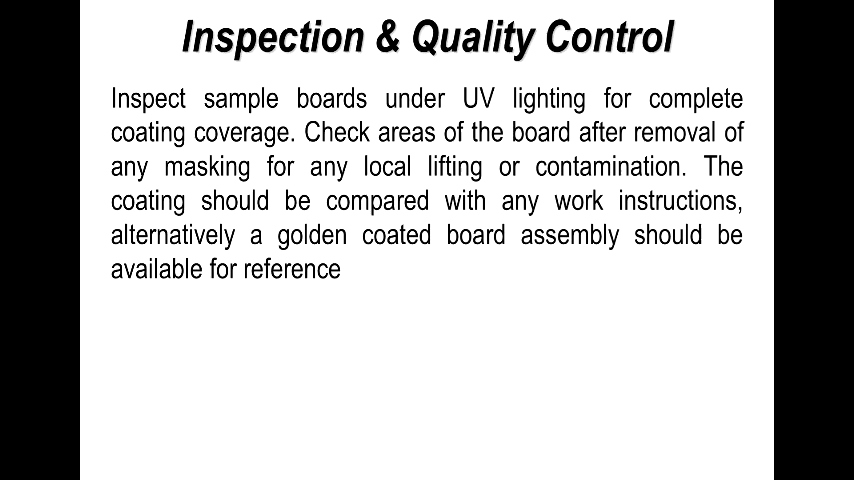 Inspection & Quality Control
Inspect sample boards under UV lighting for complete
coating coverage. Check areas of the board after removal of
any masking for any local lifting or contamination. The
coating should be compared with any work instructions,
alternatively a golden coated board assembly should be
available for reference